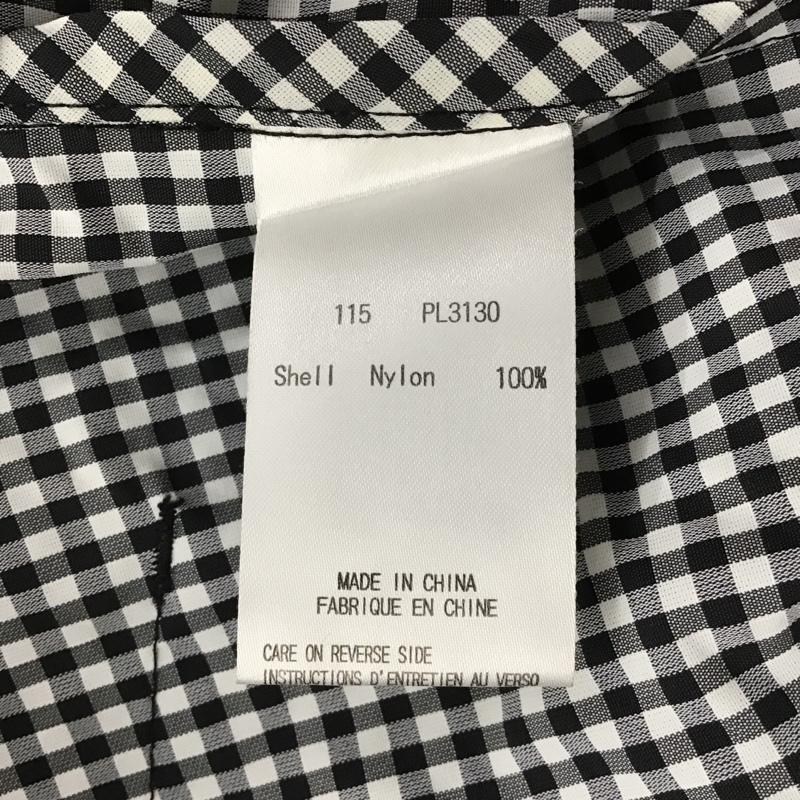 115 PL3130
Shell Nylon 100%
MADE IN CHINA
FABRIQUE EN CHINE
CARE ON REVERSE SIDE
INSTRUCTIONS D'ENTRETIEN AU VERSO